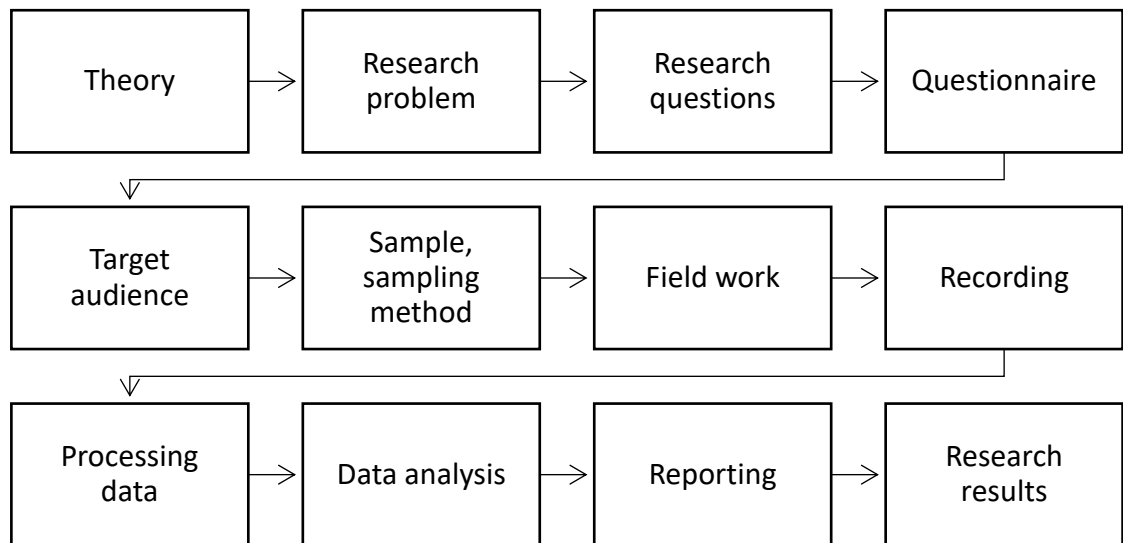 Theory
Research
problem
Research
questions
Questionnaire
Target
audience
Sample,
sampling
method
Field work
Recording
Processing
data
Data analysis
Reporting
Research
results